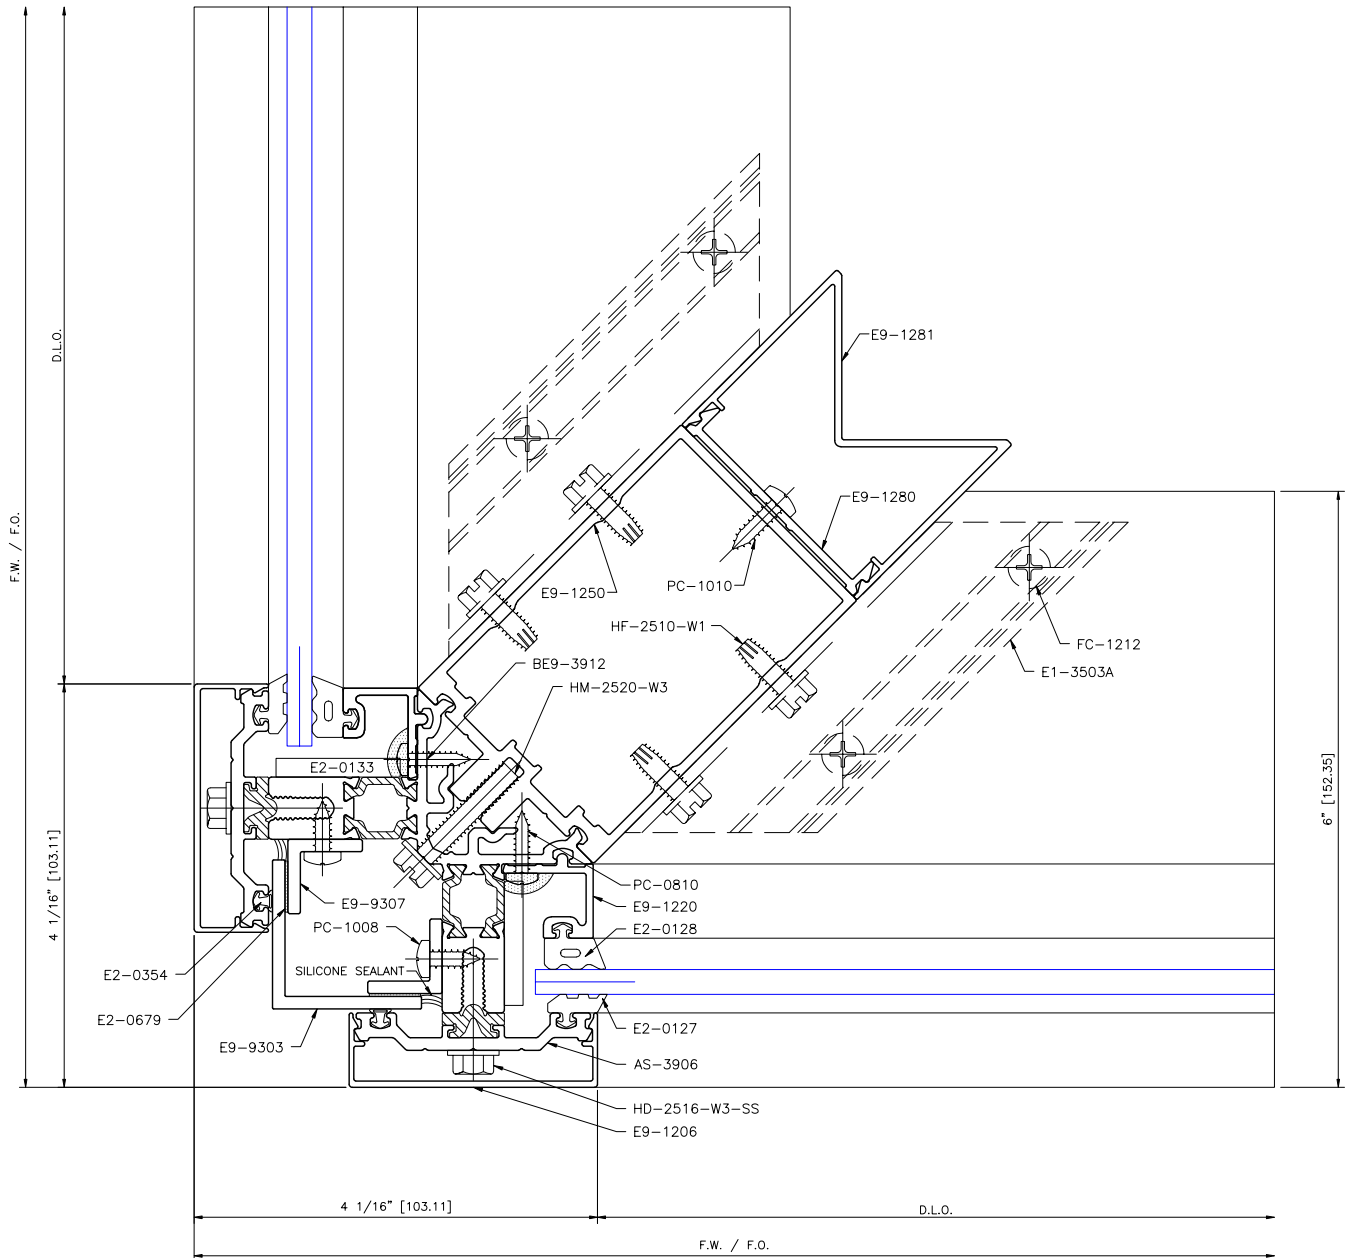 D.L.O.
E9-1281
E9-1280
F.W. / F.O.
PC-1010
E9-1250
HF-2510-W1
FC-1212
BE9-3912
E1-3503A
HM-2520-W3
E2-0133
6" [152.35]
4 1/16" [103.11]
PC-0810
E9-9307
E9-1220
PC-1008
E2-0128
E2-0354
SILICONE SEALANT
E2-0679
E2-0127
E9-9303
AS-3906
HD-2516-W3-SS
E9-1206
4 1/16" [103.11]
D.L.O.
F.W. / F.O.